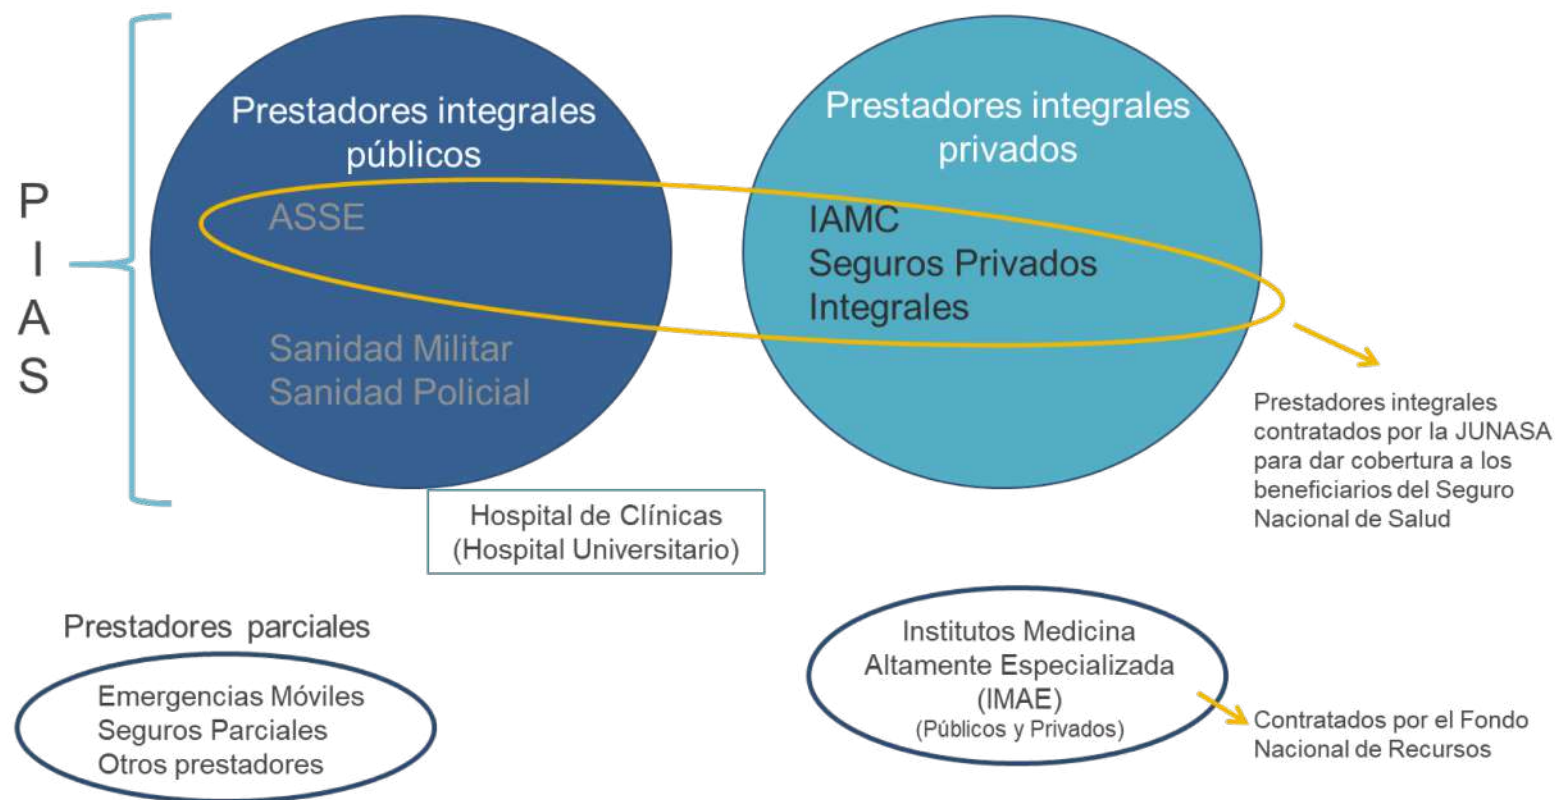 P
I
A
S
Prestadores integrales
públicos
ASSE
Sanidad Militar
Sanidad Policial
Prestadores integrales
privados
IAMC
Seguros Privados
Integrales
Prestadores integrales
contratados por la JUNASA
para dar cobertura a los
beneficiarios del Seguro
Nacional de Salud
Hospital de Clínicas
(Hospital Universitario)
Prestadores parciales
Emergencias Móviles
Seguros Parciales
Otros prestadores
Institutos Medicina
Altamente Especializada
(IMAE)
(Públicos y Privados)
Contratados por el Fondo
Nacional de Recursos